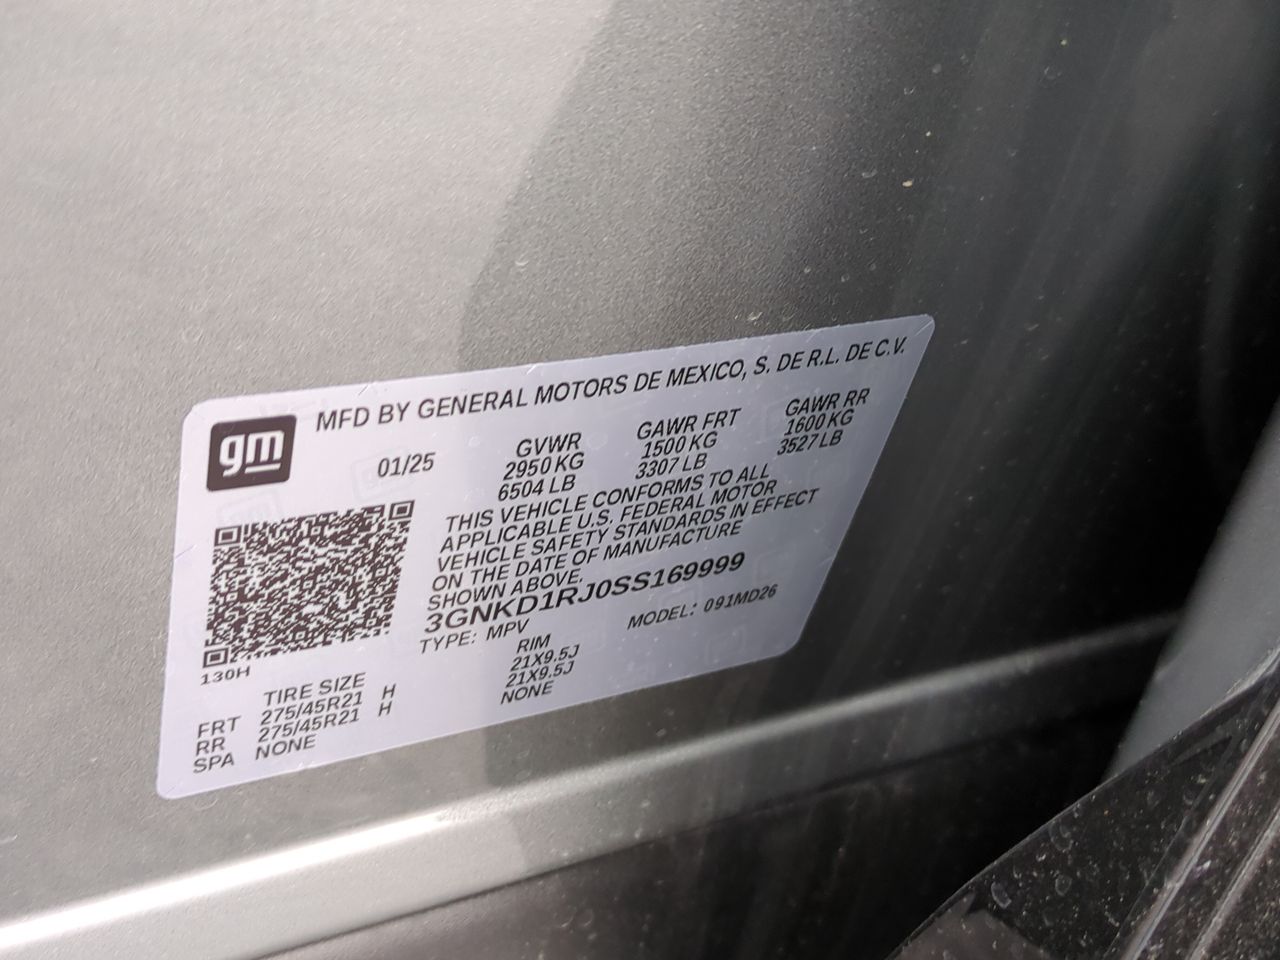 gm
MFD BY GENERAL MOTORS DE MEXICO, S. DE R.L. DE C.V.
01/25
GVWR GAWR FRT GAWR RR
2950 KG 1500 KG 1600 KG
6504 LB 3307 LB 3527 LB
THIS VEHICLE CONFORMS TO ALL
APPLICABLE U.S. FEDERAL MOTOR
VEHICLE SAFETY STANDARDS IN EFFECT
ON THE DATE OF MANUFACTURE
SHOWN ABOVE.
3GNKD1RJ0SS169999
TYPE: MPV MODEL: 091MD26
130H
TIRE SIZE RIM
FRT 275/45R21 H 21X9.5J
RR 275/45R21 H 21X9.5J
SPA NONE NONE